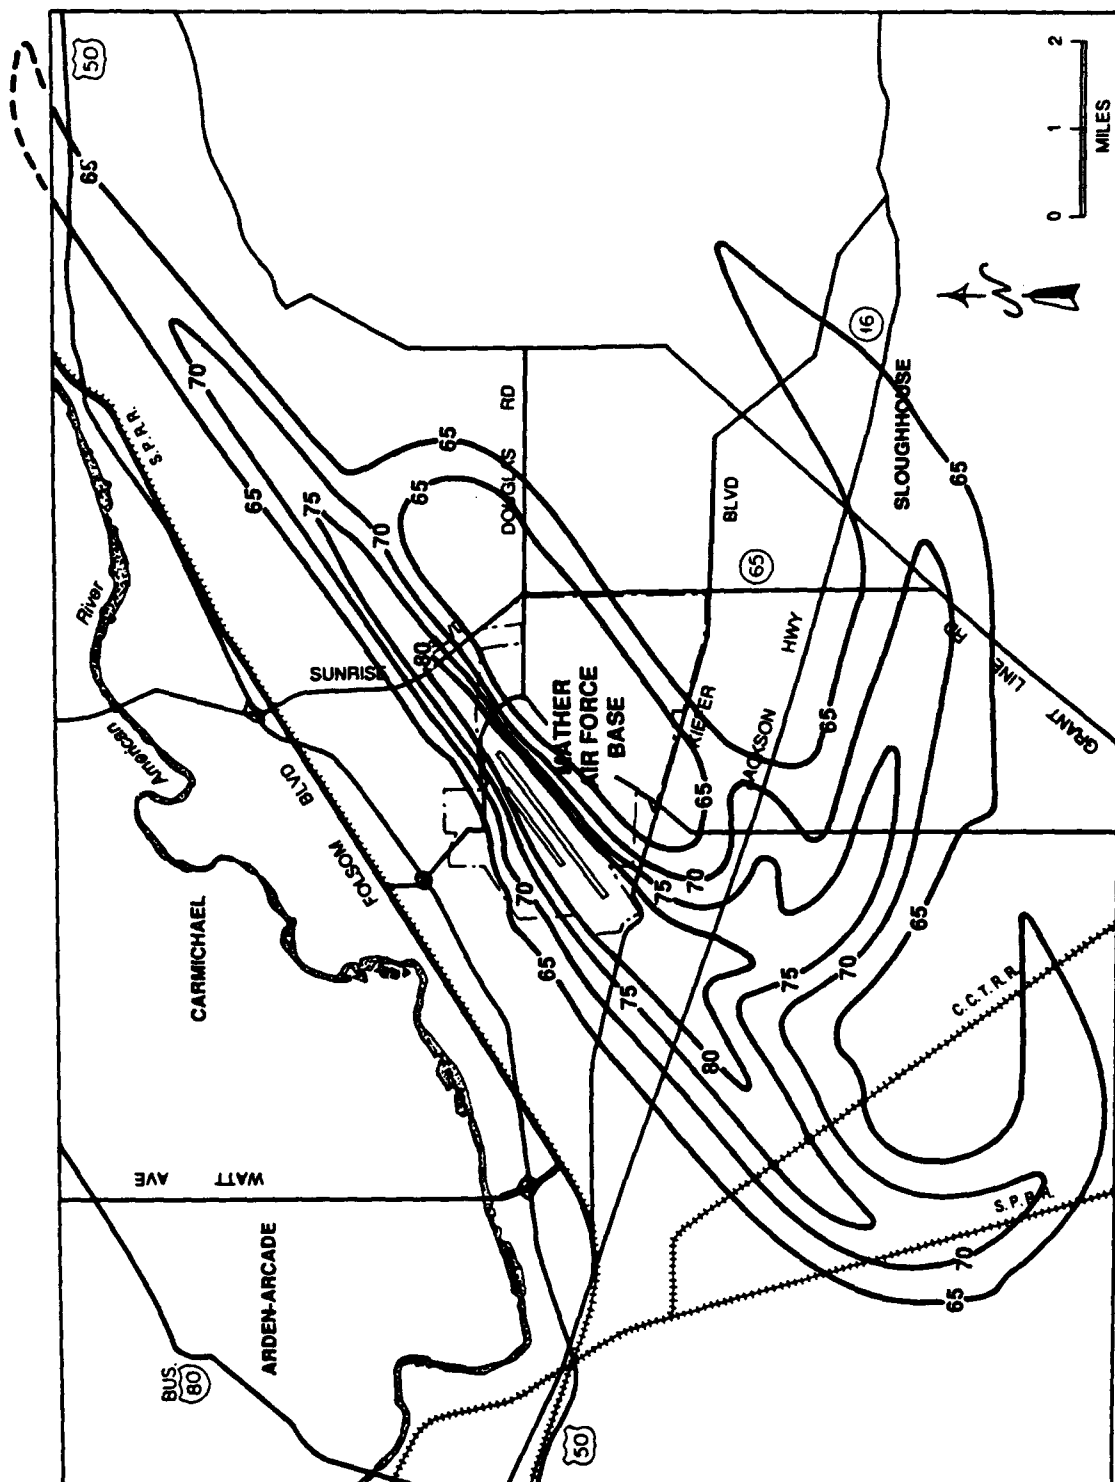 50
65
70
S.P.R.R.
65
75
65
65
70
DOUGLAS RD
River
American
SUNRISE
80
MATHER
AIR FORCE
BASE
FOLSOM BLVD
CARMICHAEL
WATT AVE
ARDEN-ARCADE
BUS.
80
50
70
65
75
80
75
70
65
65
KIEFER BLVD
JACKSON HWY
65
16
SLOUGHHOUSE
65
65
GRANT LINE RD
75
70
65
C.C.T.R.R.
S.P.R.R.
70
65
N
0 1 2
MILES